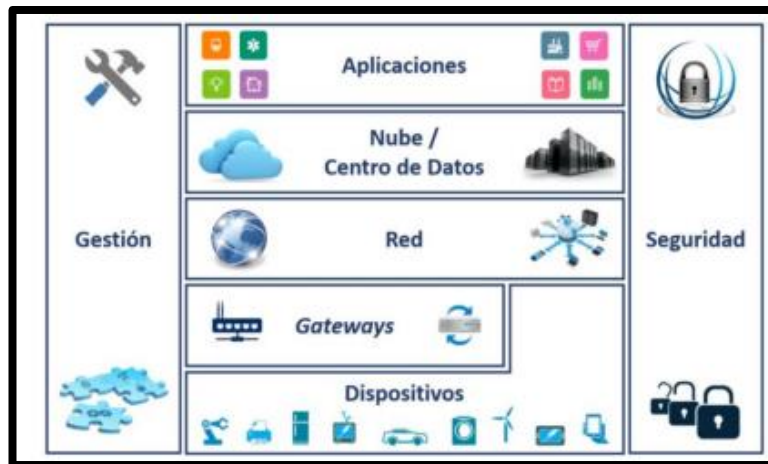 Aplicaciones
Nube /
Centro de Datos
Gestión
Red
Seguridad
Gateways
Dispositivos